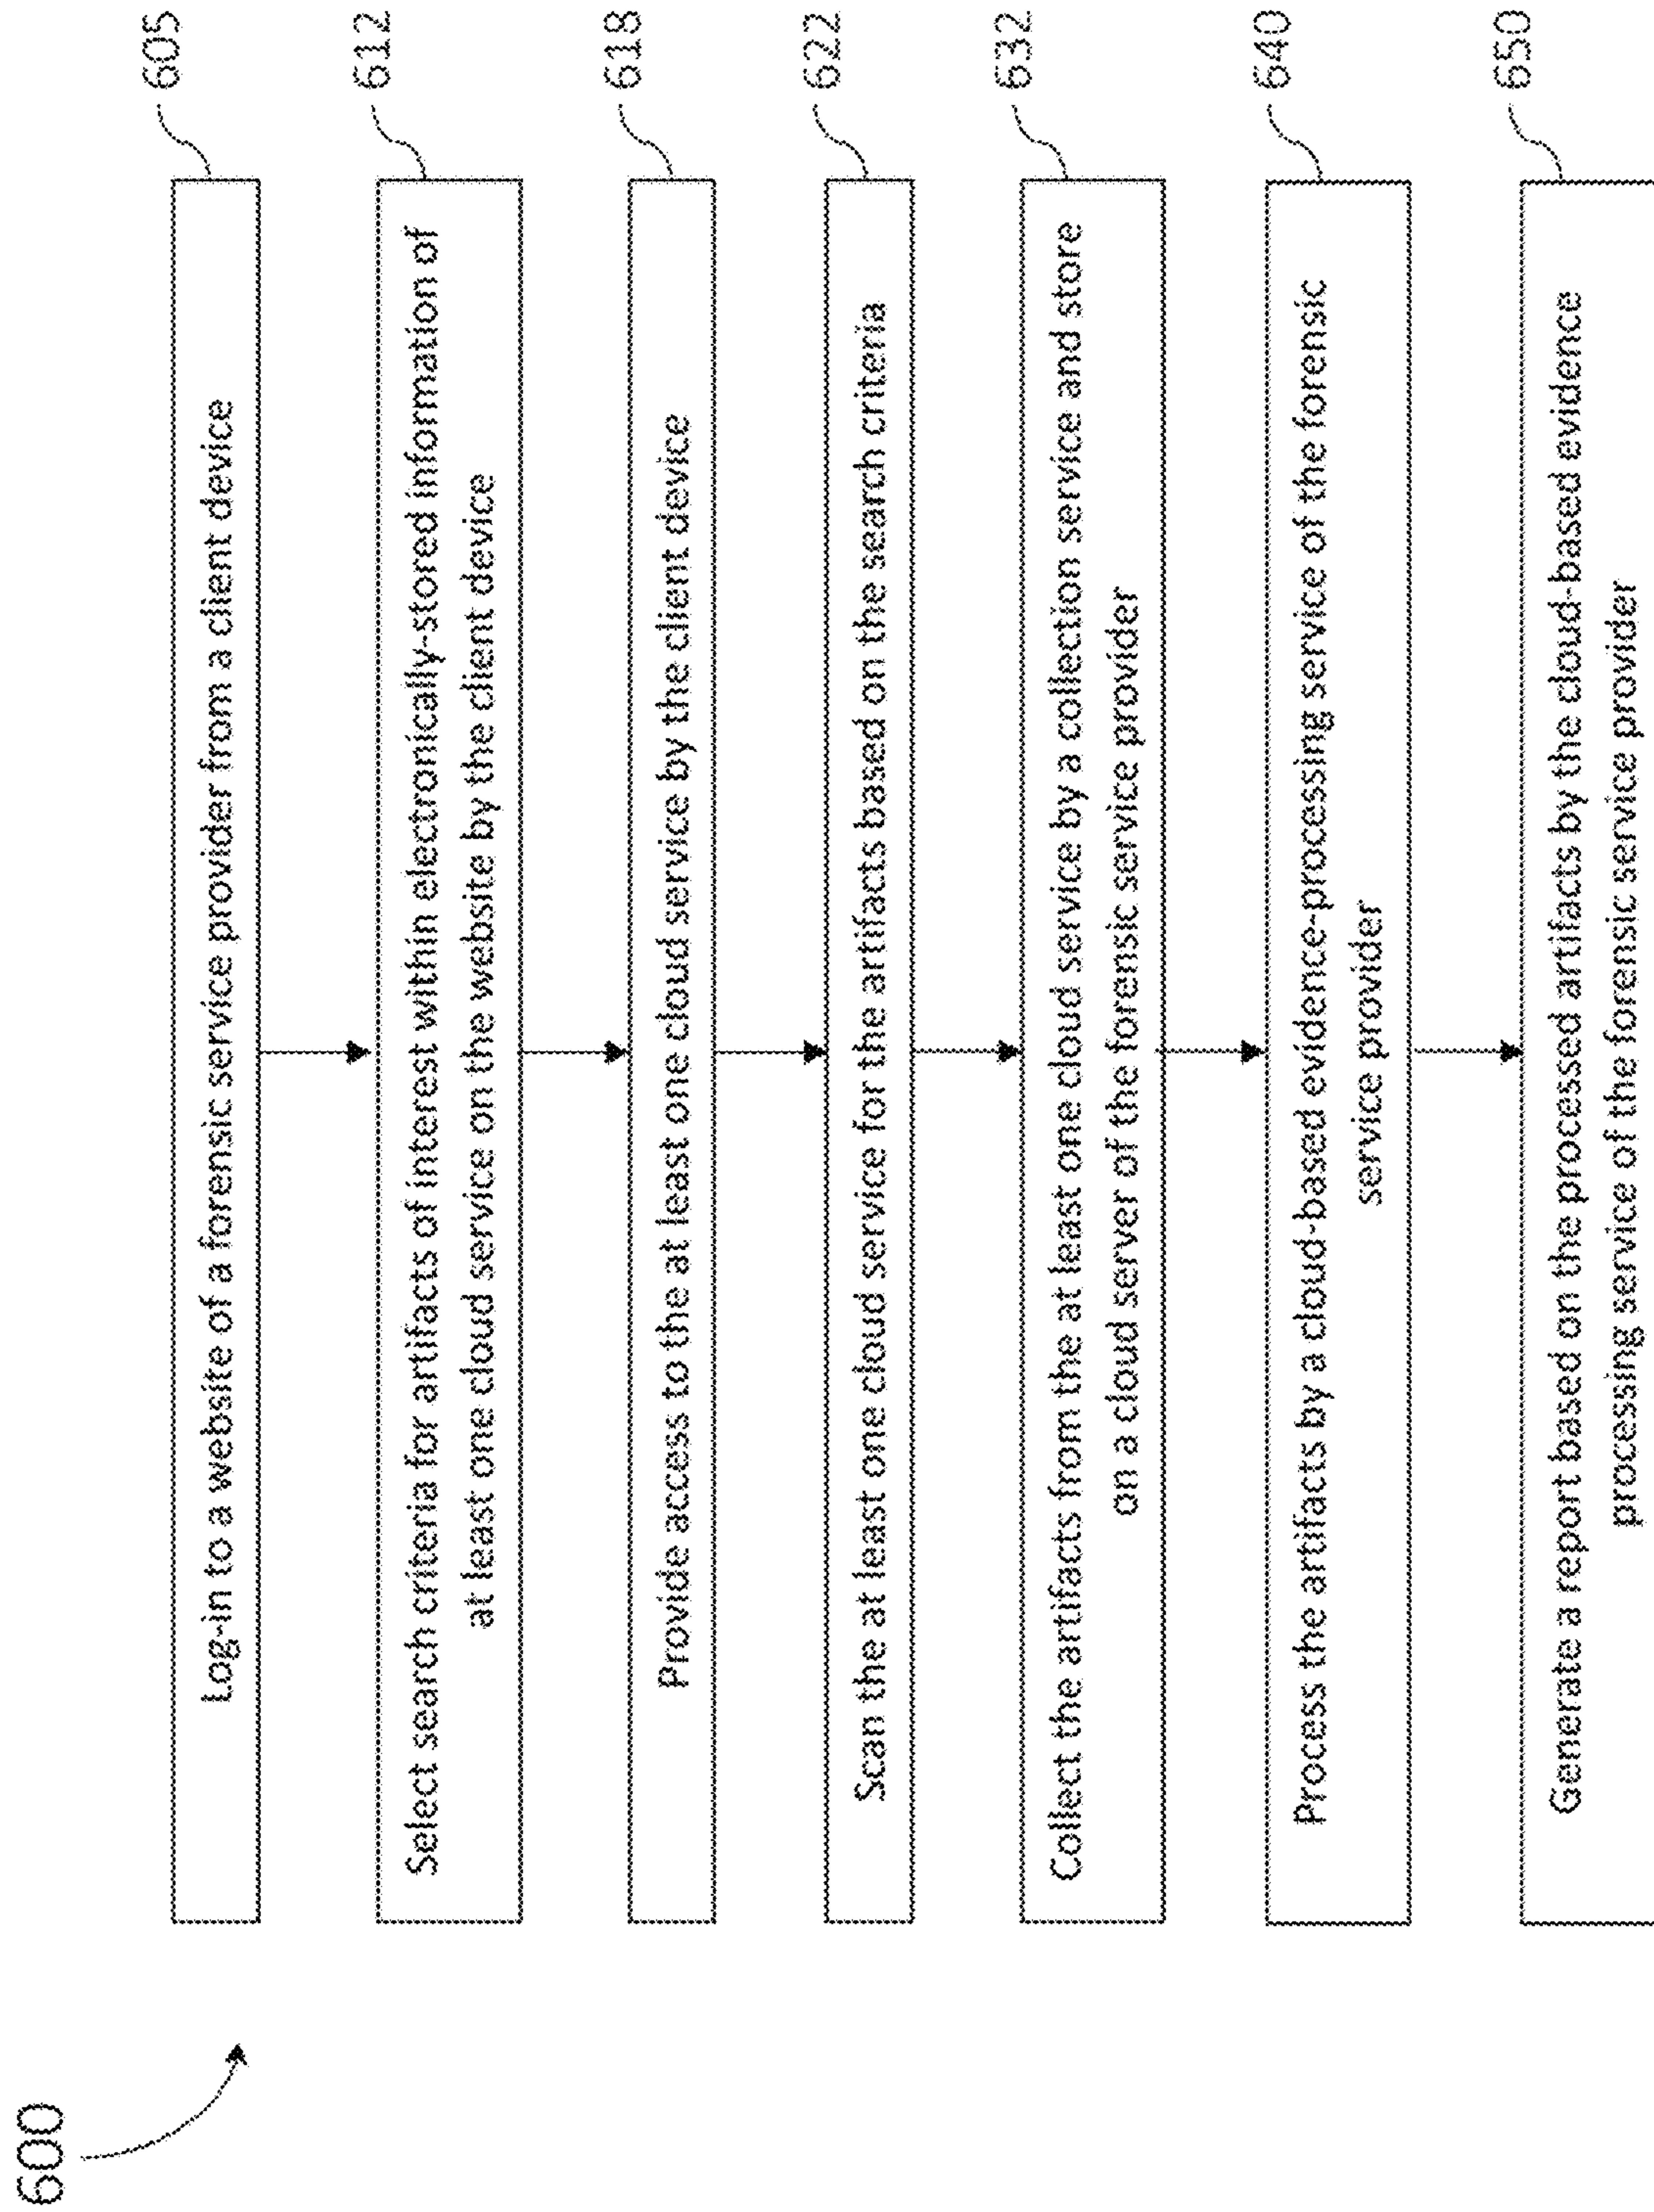 600
Log-in to a website of a forensic service provider from a client device
605
Select search criteria for artifacts of interest within electronically-stored information of
at least one cloud service on the website by the client device
612
Provide access to the at least one cloud service by the client device
618
Scan the at least one cloud service for the artifacts based on the search criteria
622
Collect the artifacts from the at least one cloud service by a collection service and store
on a cloud server of the forensic service provider
632
Process the artifacts by a cloud-based evidence-processing service of the forensic
service provider
640
Generate a report based on the processed artifacts by the cloud-based evidence
processing service of the forensic service provider
650